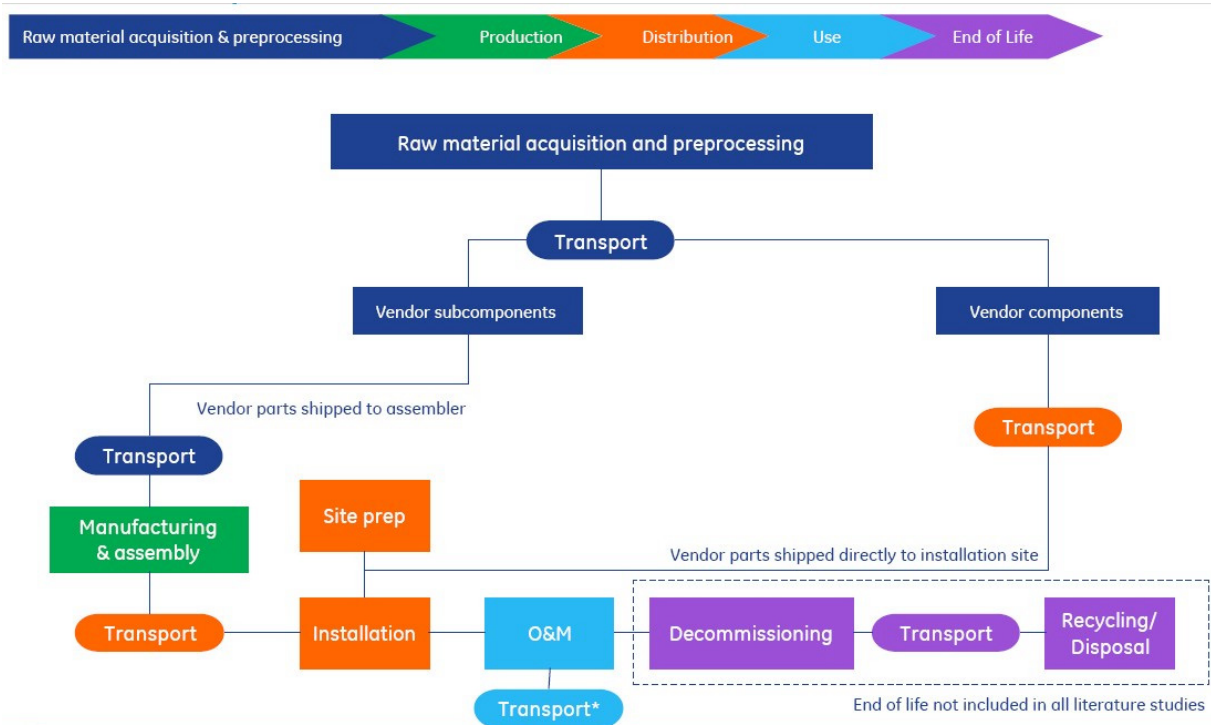 Raw material acquisition & preprocessing
Production
Distribution
Use
End of Life
Raw material acquisition and preprocessing
Transport
Vendor subcomponents
Vendor components
Vendor parts shipped to assembler
Transport
Transport
Manufacturing
& assembly
Site prep
Vendor parts shipped directly to installation site
Transport
Installation
O&M
Decommissioning
Transport
Recycling/
Disposal
Transport*
End of life not included in all literature studies